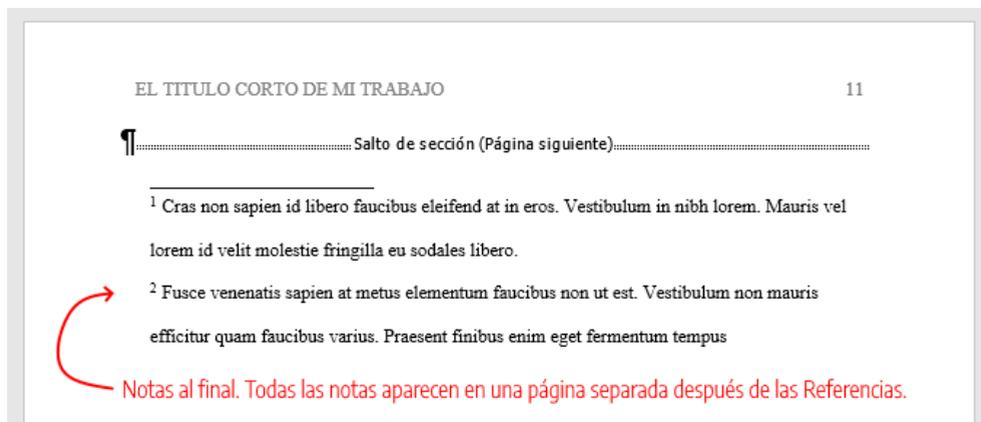 EL TITULO CORTO DE MI TRABAJO 11
¶ Salto de sección (Página siguiente)
1 Cras non sapien id libero faucibus eleifend at in eros. Vestibulum in nibh lorem. Mauris vel
lorem id velit molestie fringilla eu sodales libero.
2 Fusce venenatis sapien at metus elementum faucibus non ut est. Vestibulum non mauris
efficitur quam faucibus varius. Praesent finibus enim eget fermentum tempus
Notas al final. Todas las notas aparecen en una página separada después de las Referencias.